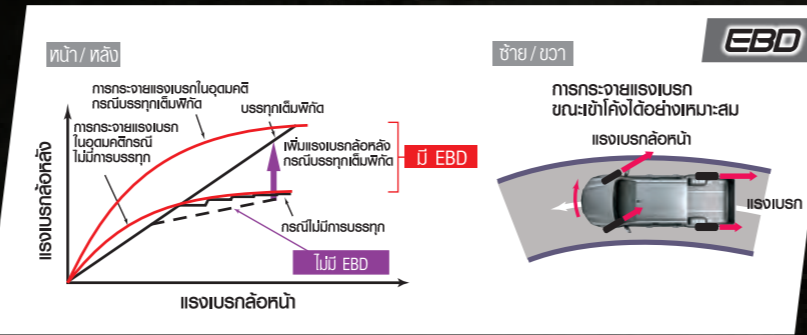 EBD
หน้า / หลัง
การกระจายแรงเบรกในอุดมคติ
กรณีบรรทุกเต็มพิกัด
บรรทุกเต็มพิกัด
การกระจายแรงเบรก
ในอุดมคติกรณี
ไม่มีการบรรทุก
เพิ่มแรงเบรกล้อหลัง
กรณีบรรทุกเต็มพิกัด
มี EBD
กรณีไม่มีการบรรทุก
ไม่มี EBD
แรงเบรกล้อหลัง
แรงเบรกล้อหน้า
ซ้าย / ขวา
การกระจายแรงเบรก
ขณะเข้าโค้งได้อย่างเหมาะสม
แรงเบรกล้อหน้า
แรงเบรก